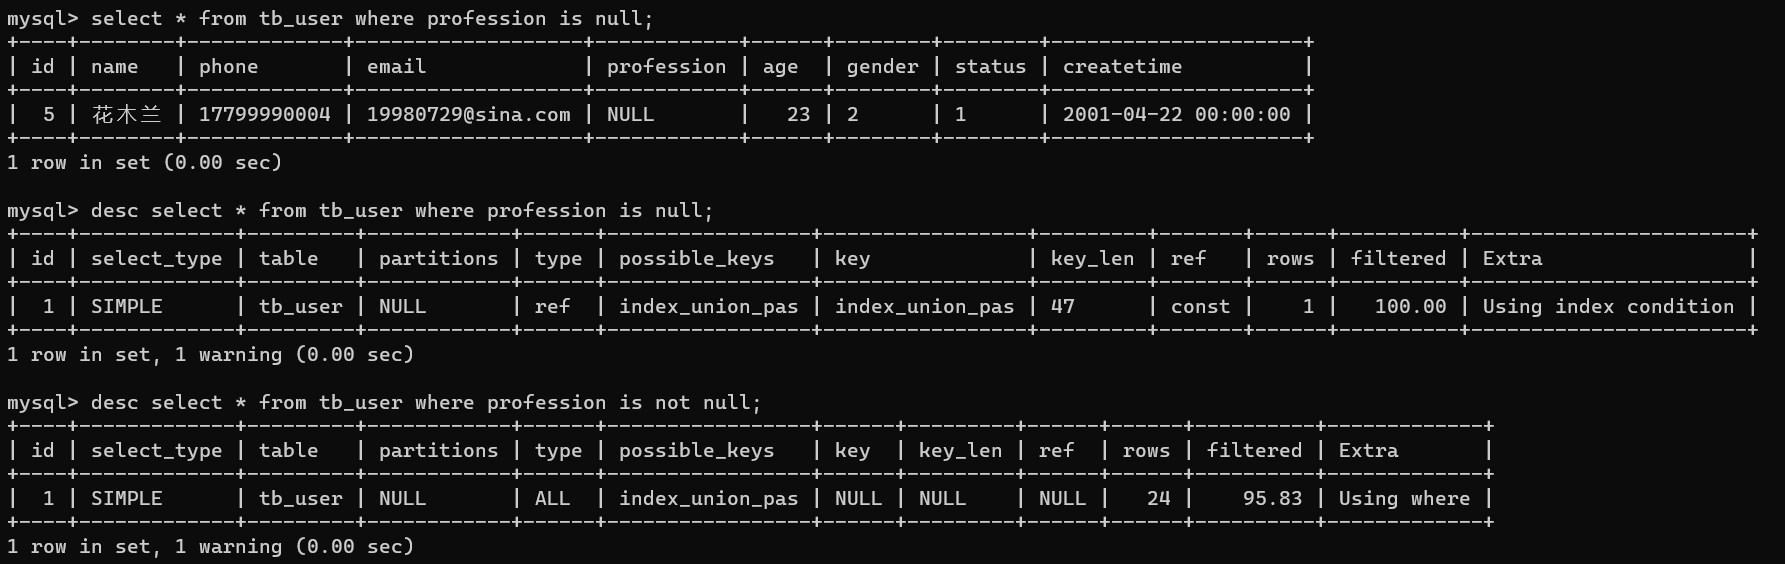 mysql> select * from tb_user where profession is null;
+----+--------+-------------+------------------+------------+------+--------+--------+---------------------+
| id | name   | phone       | email            | profession | age  | gender | status | createtime          |
+----+--------+-------------+------------------+------------+------+--------+--------+---------------------+
|  5 | 花木兰 | 17799990004 | 19980729@sina.com | NULL       |   23 | 2      | 1      | 2001-04-22 00:00:00 |
+----+--------+-------------+------------------+------------+------+--------+--------+---------------------+
1 row in set (0.00 sec)

mysql> desc select * from tb_user where profession is null;
+----+-------------+---------+------------+------+-----------------+-----------------+---------+-------+------+----------+-----------------------+
| id | select_type | table   | partitions | type | possible_keys   | key             | key_len | ref   | rows | filtered | Extra                 |
+----+-------------+---------+------------+------+-----------------+-----------------+---------+-------+------+----------+-----------------------+
|  1 | SIMPLE      | tb_user | NULL       | ref  | index_union_pas | index_union_pas | 47      | const |    1 |   100.00 | Using index condition |
+----+-------------+---------+------------+------+-----------------+-----------------+---------+-------+------+----------+-----------------------+
1 row in set, 1 warning (0.00 sec)

mysql> desc select * from tb_user where profession is not null;
+----+-------------+---------+------------+------+-----------------+------+---------+------+------+----------+-------------+
| id | select_type | table   | partitions | type | possible_keys   | key  | key_len | ref  | rows | filtered | Extra       |
+----+-------------+---------+------------+------+-----------------+------+---------+------+------+----------+-------------+
|  1 | SIMPLE      | tb_user | NULL       | ALL  | index_union_pas | NULL | NULL    | NULL |   24 |    95.83 | Using where |
+----+-------------+---------+------------+------+-----------------+------+---------+------+------+----------+-------------+
1 row in set, 1 warning (0.00 sec)